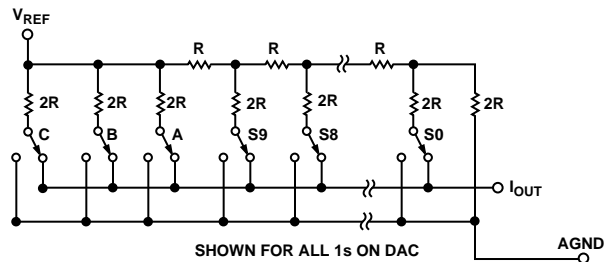 VREF
R R R
2R 2R 2R 2R 2R 2R 2R
C B A S9 S8 S0
IOUT
AGND
SHOWN FOR ALL 1s ON DAC